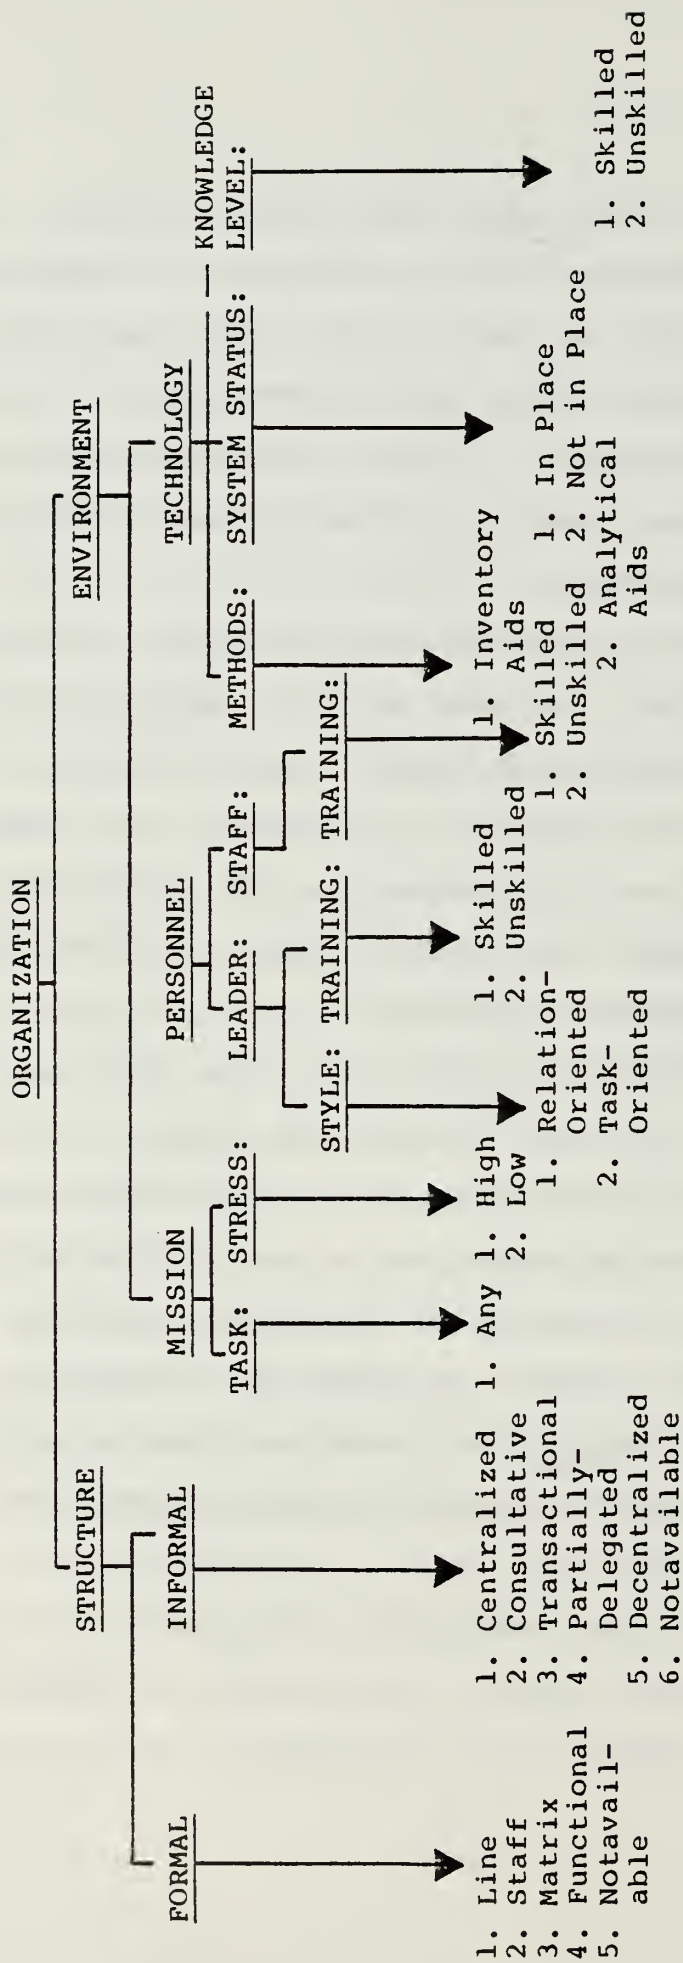 ORGANIZATION
STRUCTURE
ENVIRONMENT
FORMAL
INFORMAL
MISSION
PERSONNEL
TECHNOLOGY
TASK:
STRESS:
LEADER:
STAFF:
METHODS:
SYSTEM STATUS:
KNOWLEDGE
LEVEL:
STYLE:
TRAINING:
TRAINING:
1. Line
2. Staff
3. Matrix
4. Functional
5. Notavail-
able
1. Centralized
2. Consultative
3. Transactional
4. Partially-
Delegated
5. Decentralized
6. Notavailable
1. Any
1. High
2. Low
1. Relation-
Oriented
2. Task-
Oriented
1. Skilled
2. Unskilled
1. Skilled
2. Unskilled
1. Inventory
Aids
2. Analytical
Aids
1. In Place
2. Not in Place
1. Skilled
2. Unskilled